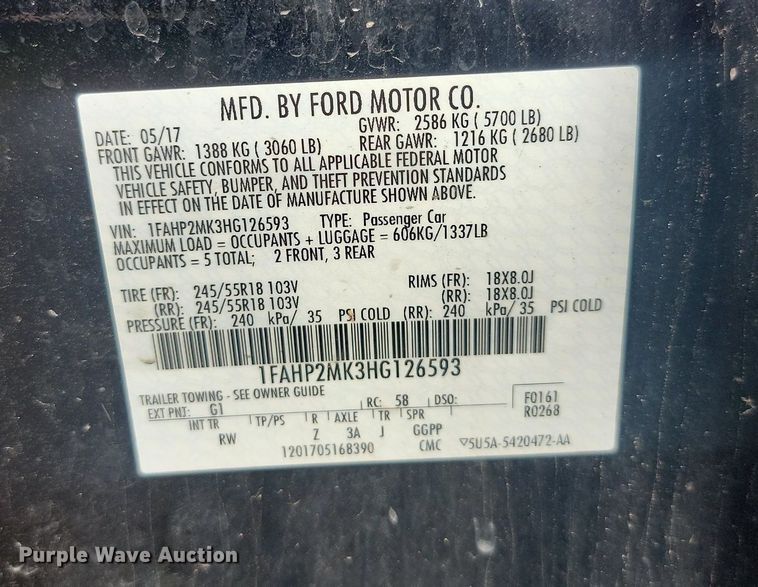 MFD. BY FORD MOTOR CO.
DATE: 05/17 GVWR: 2586 KG ( 5700 LB)
FRONT GAWR: 1388 KG ( 3060 LB) REAR GAWR: 1216 KG ( 2680 LB)
THIS VEHICLE CONFORMS TO ALL APPLICABLE FEDERAL MOTOR
VEHICLE SAFETY, BUMPER, AND THEFT PREVENTION STANDARDS
IN EFFECT ON THE DATE OF MANUFACTURE SHOWN ABOVE.
VIN: 1FAHP2MK3HG126593 TYPE: Passenger Car
MAXIMUM LOAD = OCCUPANTS + LUGGAGE = 606KG/1337LB
OCCUPANTS = 5 TOTAL; 2 FRONT, 3 REAR
TIRE (FR): 245/55R18 103V RIMS (FR): 18X8.0J
(RR): 245/55R18 103V (RR): 18X8.0J
PRESSURE (FR): 240 kPa/ 35 PSI COLD (RR): 240 kPa/ 35 PSI COLD
1FAHP2MK3HG126593
TRAILER TOWING - SEE OWNER GUIDE
EXT PNT: G1 RC: 58 DSO: F0161
R0268
INT TR TP/PS R AXLE TR SPR
RW Z 3A J GGPP
1201705168390 CMC ▽5U5A-5420472-AA
Purple Wave Auction